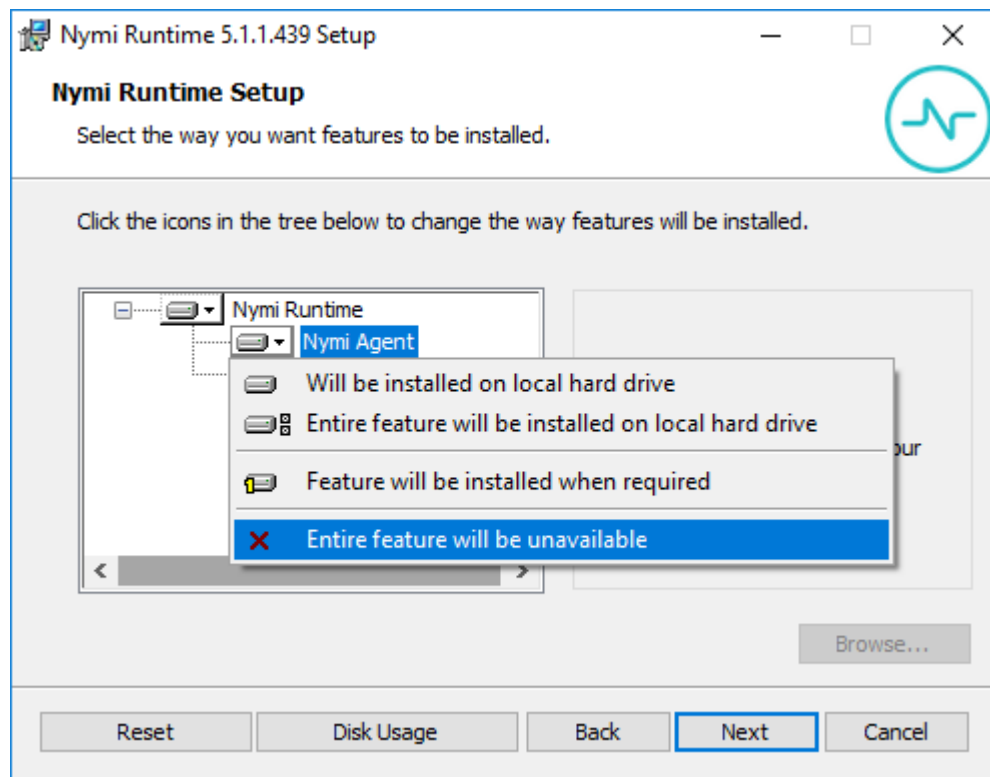 Nymi Runtime 5.1.1.439 Setup
Nymi Runtime Setup
Select the way you want features to be installed.
Click the icons in the tree below to change the way features will be installed.
Nymi Runtime
Nymi Agent
Will be installed on local hard drive
Entire feature will be installed on local hard drive
Feature will be installed when required
Entire feature will be unavailable
Browse...
Reset
Disk Usage
Back
Next
Cancel